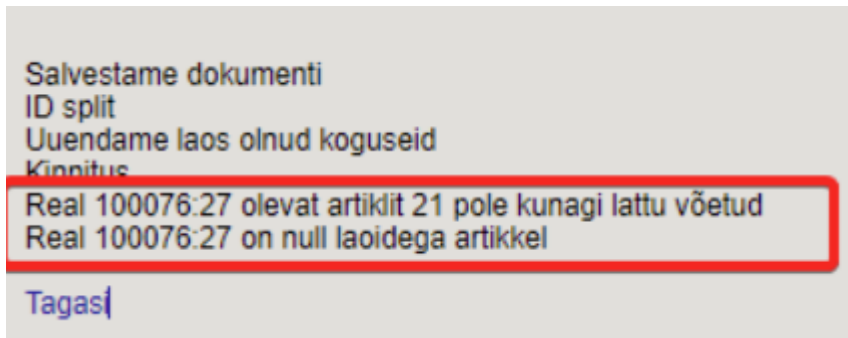 Salvestame dokumenti
ID split
Uuendame laos olnud koguseid
Kinnitus
Real 100076:27 olevat artiklit 21 pole kunagi lattu võetud
Real 100076:27 on null laoidega artikkel
Tagasi